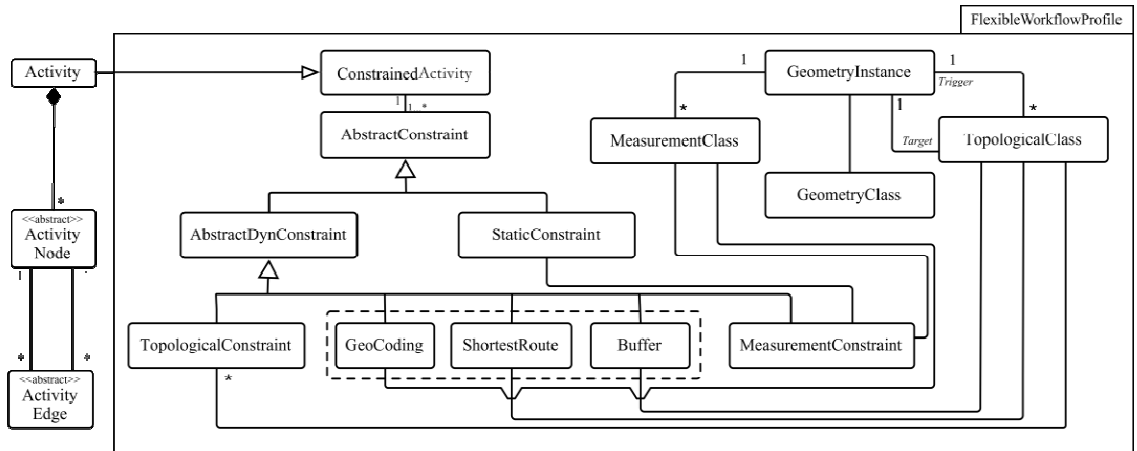 FlexibleWorkflowProfile
Activity
ConstrainedActivity
GeometryInstance
1
1
Trigger
1
1..*
1
*
*
AbstractConstraint
MeasurementClass
Target
TopologicalClass
GeometryClass
*
<<abstract>>
Activity
Node
AbstractDynConstraint
StaticConstraint
TopologicalConstraint
GeoCoding
ShortestRoute
Buffer
MeasurementConstraint
*
*
*
<<abstract>>
Activity
Edge